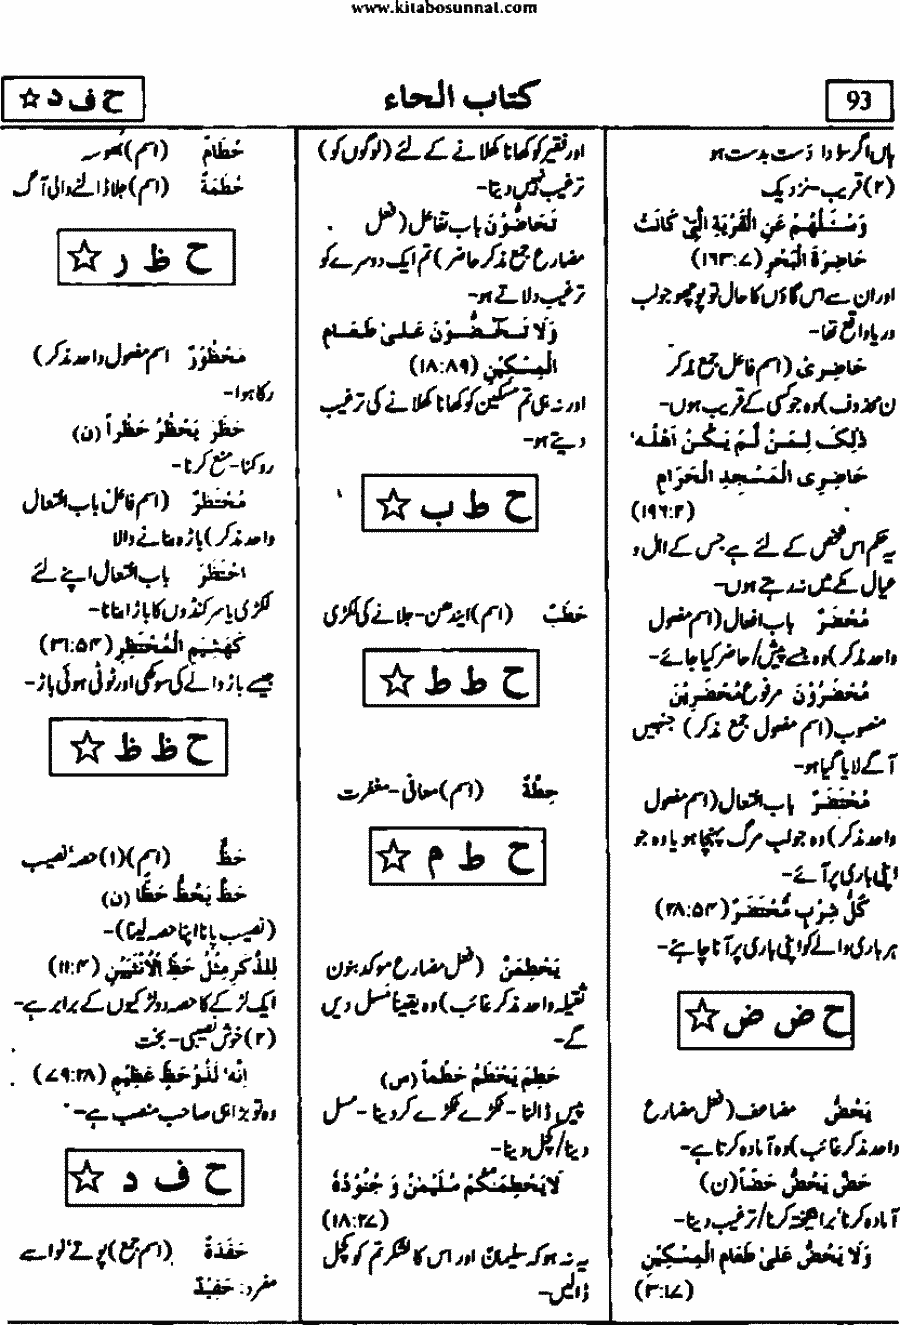 www.kitabosunnat.com
93
كتاب الحاء
ح ف د ☆
ہاں اگر سودا دست بدست ہو
(۲) قریب-نزدیک
وَسْئَلْهُمْ عَنِ الْقَرْيَةِ الَّتِيْ كَانَتْ
حَاضِرَةَ الْبَحْرِ (۱۶۳:۷)
اور ان سے اس گاؤں کا حال تو پوچھو جو لب
دریا واقع تھا-
حَاضِرِيْ (اسم فاعل جمع مذکر
ن محذوف) وہ جو کسی کے قریب ہوں-
ذٰلِكَ لِمَنْ لَّمْ يَكُنْ اَهْلُهٗ
حَاضِرِى الْمَسْجِدِ الْحَرَامِ
(۱۹۶:۲)
یہ حکم اس شخص کے لئے ہے جس کے اہل و
عیال مکے میں نہ رہتے ہوں-
مُحْضَرٌ باب افعال (اسم مفعول
واحد مذکر) وہ جسے پیش/حاضر کیا جائے-
مُحْضَرُوْنَ مرفوع مُحْضَرِيْنَ
منصوب (اسم مفعول جمع مذکر) جنہیں
آگے لایا گیا ہو-
مُحْتَضَرٌ باب افتعال (اسم مفعول
واحد مذکر) وہ جو لب مرگ پہنچا ہو یا وہ جو
اپنی باری پر آئے-
كُلُّ شِرْبٍ مُّحْتَضَرٌ (۲۸:۵۴)
ہر باری والے کو اپنی باری پر آنا چاہئے-
ح ض ض ☆
يَحُضُّ مضاعف (فعل مضارع
واحد مذکر غائب) وہ آمادہ کرتا ہے-
حَضَّ يَحُضُّ حَضًّا (ن)
آمادہ کرنا، برانگیختہ کرنا/ترغیب دینا-
وَلَا يَحُضُّ عَلٰى طَعَامِ الْمِسْكِيْنِ
(۳:۱۷)
اور فقیر کو کھانا کھلانے کے لئے (لوگوں کو)
ترغیب نہیں دیتا-
تَحَاضُّوْنَ باب تفاعل (فعل
مضارع جمع مذکر حاضر) تم ایک دوسرے کو
ترغیب دلاتے ہو-
وَلَا تَحٰٓضُّوْنَ عَلٰى طَعَامِ
الْمِسْكِيْنِ (۱۸:۸۹)
اور نہ ہی تم مسکین کو کھانا کھلانے کی ترغیب
دیتے ہو-
ح ط ب ☆
حَطَبٌ (اسم) ایندھن-جلانے کی لکڑی
ح ط ط ☆
حِطَّةٌ (اسم) معافی-مغفرت
ح ط م ☆
يَحْطِمَنَّ (فعل مضارع موکد بنون
ثقیلہ واحد مذکر غائب) وہ یقیناً مسل دیں
گے-
حَطِمَ يَحْطَمُ حَطْماً (ض)
پیس ڈالنا-ٹکڑے ٹکڑے کر دینا-مسل
دینا/کچل دینا-
لَا يَحْطِمَنَّكُمْ سُلَيْمٰنُ وَ جُنُوْدُهٗ
(۱۸:۲۷)
یہ نہ ہو کہ سلیمان اور اس کا لشکر تم کو کچل
ڈالیں-
حُطَامٌ (اسم) بھوسہ
حُطَمَةٌ (اسم) جلا ڈالنے والی آگ
ح ظ ر ☆
مَحْظُوْرٌ اسم مفعول واحد مذکر)
رکا ہوا-
حَظَرَ يَحْظُرُ حَظْراً (ن)
روکنا-منع کرنا-
مُحْتَظِرٌ (اسم فاعل باب افتعال
واحد مذکر) باڑہ بنانے والا
احْتَظَرَ باب افتعال اپنے لئے
لکڑی یا سرکنڈوں کا باڑا بنانا-
كَهَشِيْمِ الْمُحْتَظِرِ (۳۱:۵۴)
جیسے باڑ والے کی سوکھی اور ٹوٹی ہوئی باڑ-
ح ظ ظ ☆
حَظٌّ (اسم) (۱) حصہ، نصیب
حَظَّ يَحُظُّ حَظًّا (ن)
(نصیب پانا اپنا حصہ لینا)-
لِلذَّكَرِ مِثْلُ حَظِّ الْاُنْثَيَيْنِ (۱۱:۴)
ایک لڑکے کا حصہ دو لڑکیوں کے برابر ہے-
(۲) خوش نصیبی-بخت
اِنَّهٗ لَذُوْ حَظٍّ عَظِيْمٍ (۷۹:۲۸)
وہ تو بڑا ہی صاحب منصب ہے-
ح ف د ☆
حَفَدَةً (اسم جمع) پوتے، نواسے
مفرد: حَفِيْدٌ